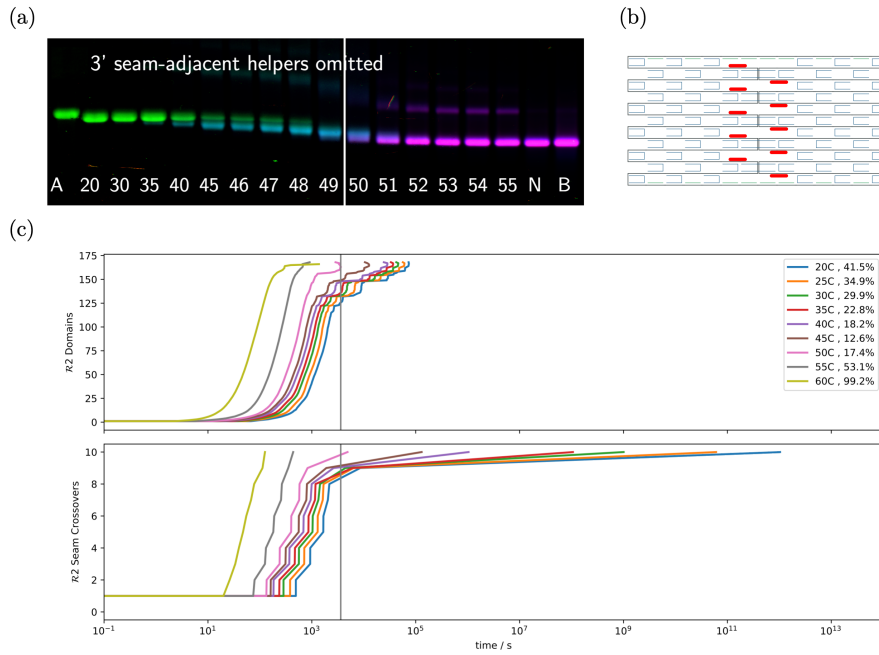 (a)
(b)
3' seam-adjacent helpers omitted
A 20 30 35 40 45 46 47 48 49 50 51 52 53 54 55 N B
(c)
175
150
125
100
75
50
25
0
R2 Domains
20C , 41.5%
25C , 34.9%
30C , 29.9%
35C , 22.8%
40C , 18.2%
45C , 12.6%
50C , 17.4%
55C , 53.1%
60C , 99.2%
10
8
6
4
2
0
R2 Seam Crossovers
10⁻¹ 10¹ 10³ 10⁵ 10⁷ 10⁹ 10¹¹ 10¹³
time / s